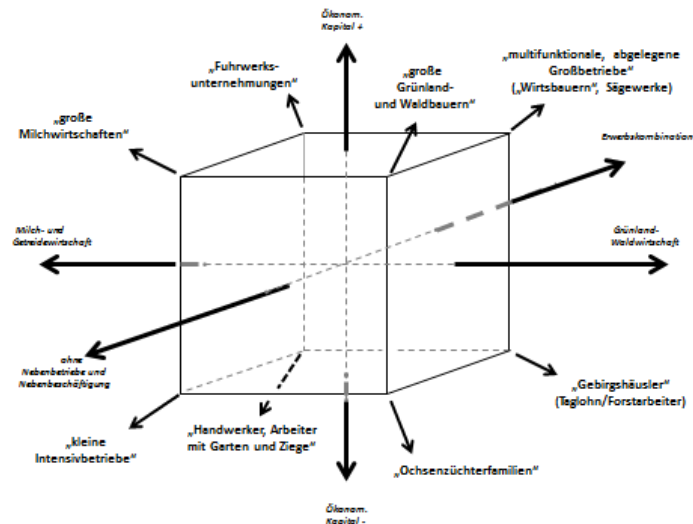 Ökonom.
Kapital +
„Fuhrwerks-
unternehmungen“
„große
Grünland-
und Waldbauern“
„multifunktionale, abgelegene
Großbetriebe“
(„Wirtsbauern“, Sägewerke)
„große
Milchwirtschaften“
Erwerbskombination
Milch- und
Getreidewirtschaft
Grünland-
Waldwirtschaft
ohne
Nebenbetriebe und
Nebenbeschäftigung
„Gebirgshäusler“
(Taglohn/Forstarbeiter)
„kleine
Intensivbetriebe“
„Handwerker, Arbeiter
mit Garten und Ziege“
„Ochsenzüchterfamilien“
Ökonom.
Kapital -